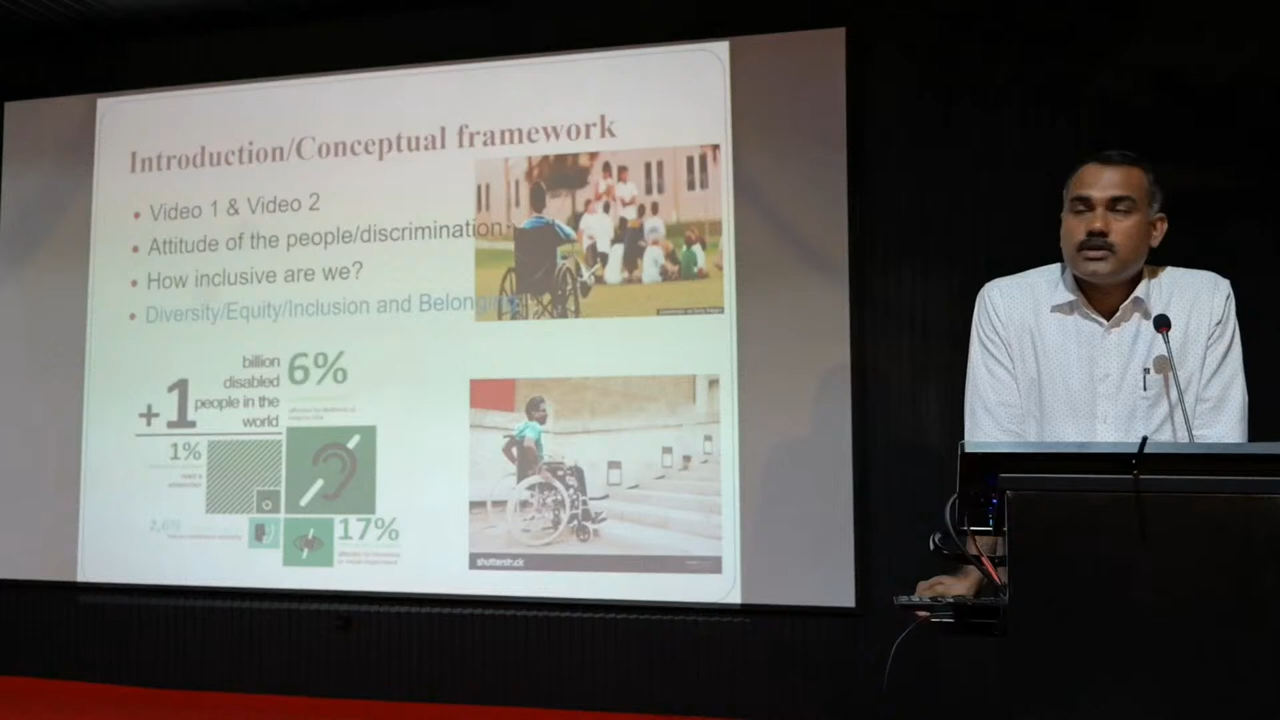 Introduction/Conceptual framework
• Video 1 & Video 2
• Attitude of the people/discrimination
• How inclusive are we?
• Diversity/Equity/Inclusion and Belonging
+1 billion
disabled
people in the
world
6%
1%
17%
shutterstock